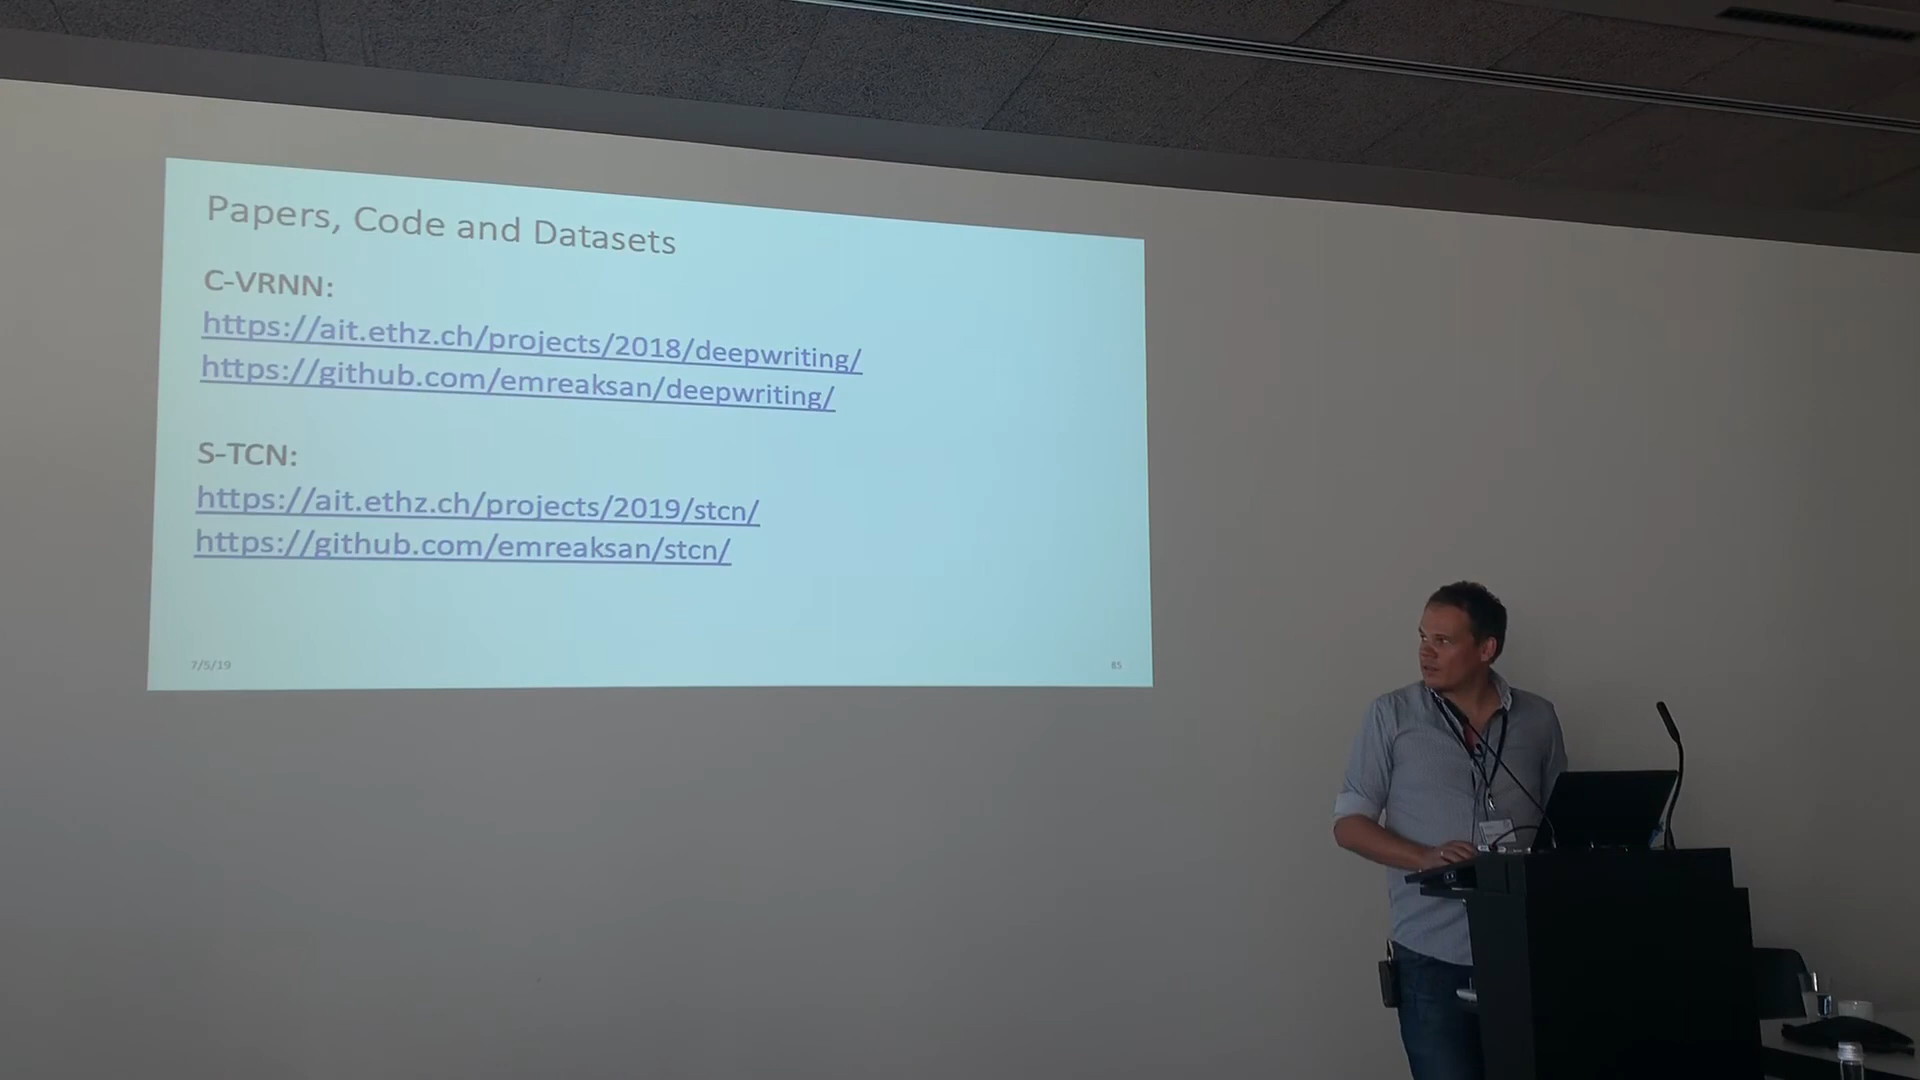 Papers, Code and Datasets
C-VRNN:
https://ait.ethz.ch/projects/2018/deepwriting/
https://github.com/emreaksan/deepwriting/
S-TCN:
https://ait.ethz.ch/projects/2019/stcn/
https://github.com/emreaksan/stcn/
7/5/19
85